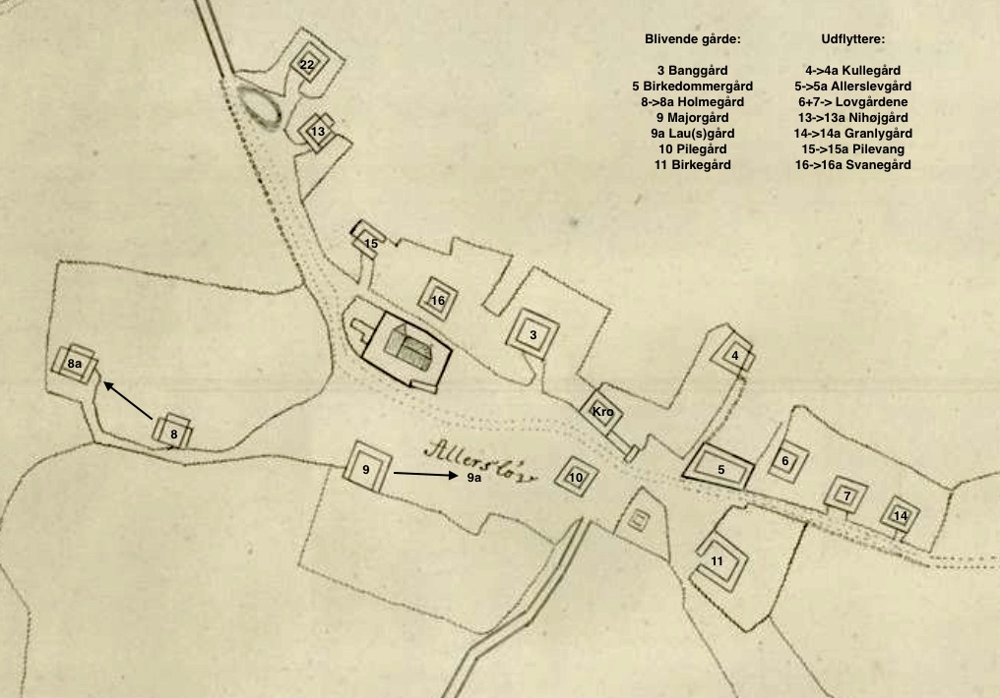 Blivende gårde:
3 Banggård
5 Birkedommergård
8->8a Holmegård
9 Majorgård
9a Lau(s)gård
10 Pilegård
11 Birkegård
Udflyttere:
4->4a Kullegård
5->5a Allerslevgård
6+7-> Lovgårdene
13->13a Nihøjgård
14->14a Granlygård
15->15a Pilevang
16->16a Svanegård
22
13
15
16
3
4
8a
8
Kro
9
Allersløv
9a
10
5
6
7
14
11